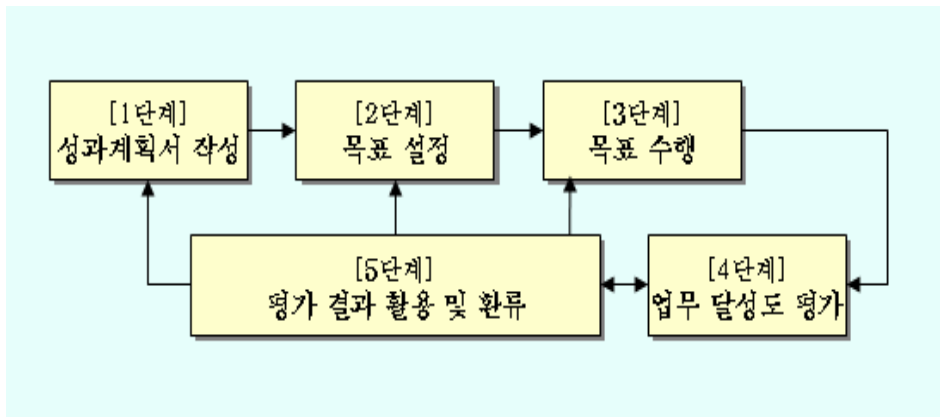 [1단계]
성과계획서 작성
[2단계]
목표 설정
[3단계]
목표 수행
[5단계]
평가 결과 활용 및 환류
[4단계]
업무 달성도 평가